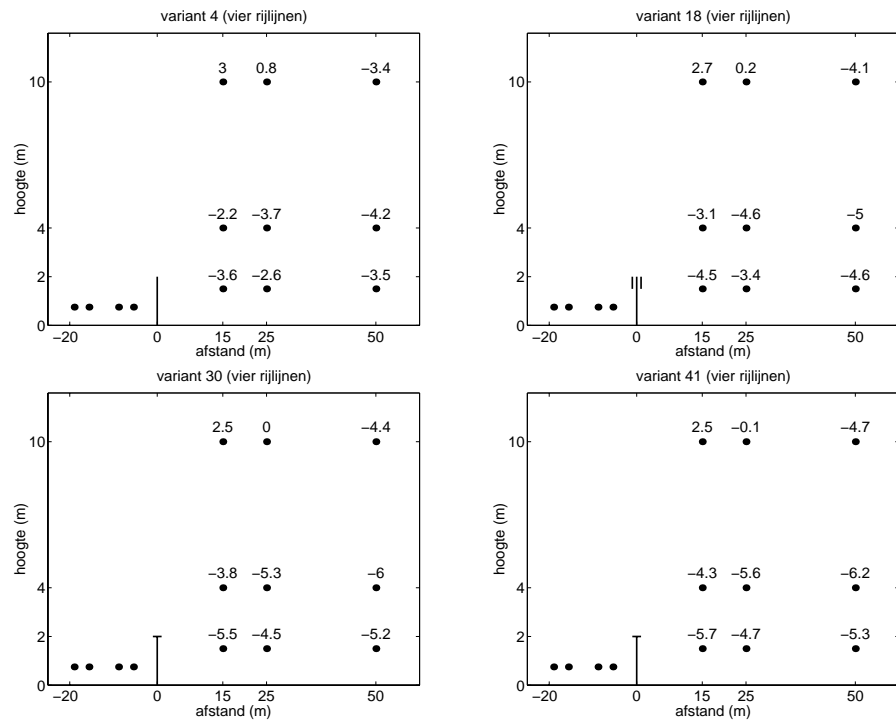 variant 4 (vier rijlijnen)
10
3 0.8 −3.4
hoogte (m)
4
−2.2 −3.7 −4.2
2
−3.6 −2.6 −3.5
0
−20 0 15 25 50
afstand (m)
variant 18 (vier rijlijnen)
10
2.7 0.2 −4.1
hoogte (m)
4
−3.1 −4.6 −5
2
−4.5 −3.4 −4.6
0
−20 0 15 25 50
afstand (m)
variant 30 (vier rijlijnen)
10
2.5 0 −4.4
hoogte (m)
4
−3.8 −5.3 −6
2
−5.5 −4.5 −5.2
0
−20 0 15 25 50
afstand (m)
variant 41 (vier rijlijnen)
10
2.5 −0.1 −4.7
hoogte (m)
4
−4.3 −5.6 −6.2
2
−5.7 −4.7 −5.3
0
−20 0 15 25 50
afstand (m)